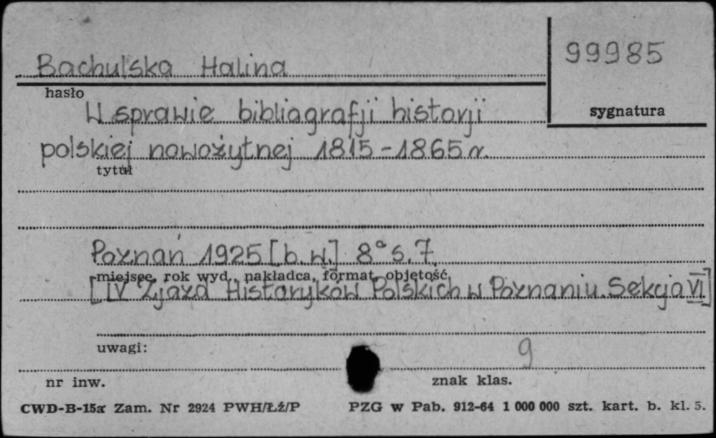 Bachulska Halina
99985
hasło
sygnatura
W sprawie bibliografji historji
polskiej nowożytnej 1815-1865 r.
tytuł
Poznań 1925 [b. w.] 8° s. 7.
miejsce, rok wyd., nakładca, format, objętość
[IV Zjazd Historyków Polskich w Poznaniu. Sekcja VI]
uwagi:
9
nr inw.
znak klas.
CWD-B-15a Zam. Nr 2924 PWH/Łź/P PZG w Pab. 912-64 1 000 000 szt. kart. b. kl. 5.